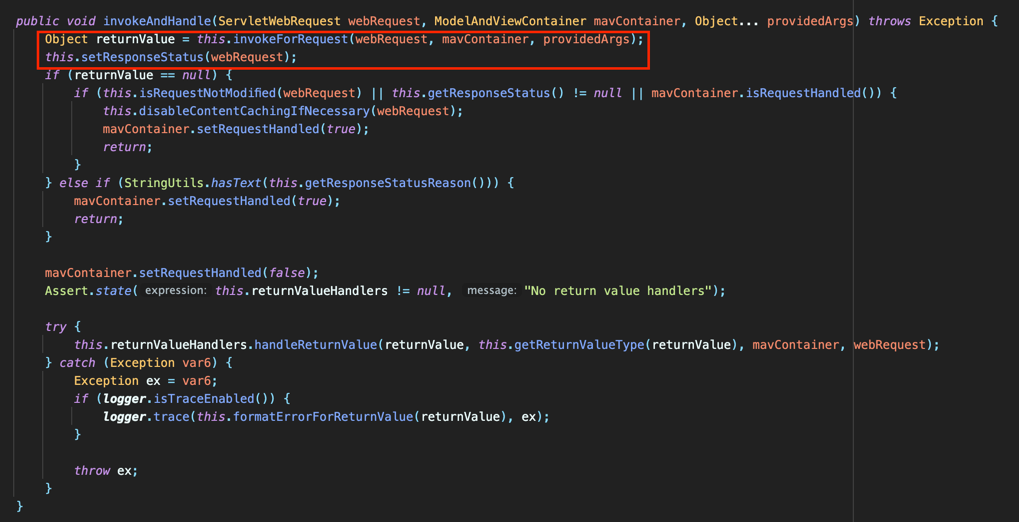 public void invokeAndHandle(ServletWebRequest webRequest, ModelAndViewContainer mavContainer, Object... providedArgs) throws Exception {
    Object returnValue = this.invokeForRequest(webRequest, mavContainer, providedArgs);
    this.setResponseStatus(webRequest);
    if (returnValue == null) {
        if (this.isRequestNotModified(webRequest) || this.getResponseStatus() != null || mavContainer.isRequestHandled()) {
            this.disableContentCachingIfNecessary(webRequest);
            mavContainer.setRequestHandled(true);
            return;
        }
    } else if (StringUtils.hasText(this.getResponseStatusReason())) {
        mavContainer.setRequestHandled(true);
        return;
    }

    mavContainer.setRequestHandled(false);
    Assert.state( expression: this.returnValueHandlers != null, message: "No return value handlers");

    try {
        this.returnValueHandlers.handleReturnValue(returnValue, this.getReturnValueType(returnValue), mavContainer, webRequest);
    } catch (Exception var6) {
        Exception ex = var6;
        if (logger.isTraceEnabled()) {
            logger.trace(this.formatErrorForReturnValue(returnValue), ex);
        }

        throw ex;
    }
}